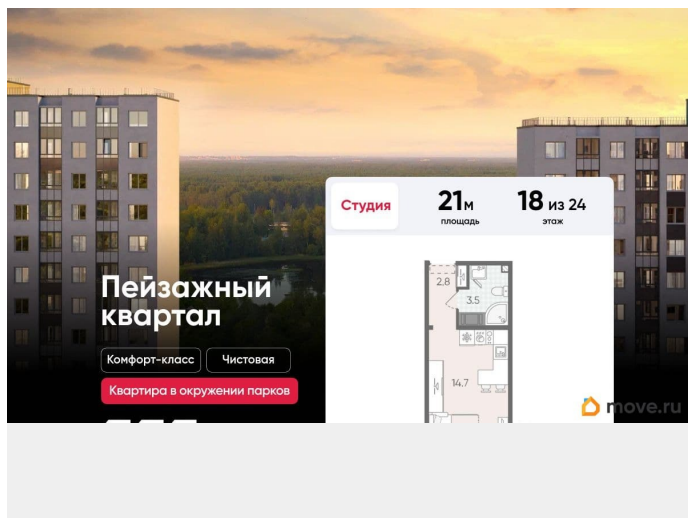 Студия
21м
площадь
18 из 24
этаж
2.8
3.5
14.7
Пейзажный
квартал
Комфорт-класс
Чистовая
Квартира в окружении парков
move.ru